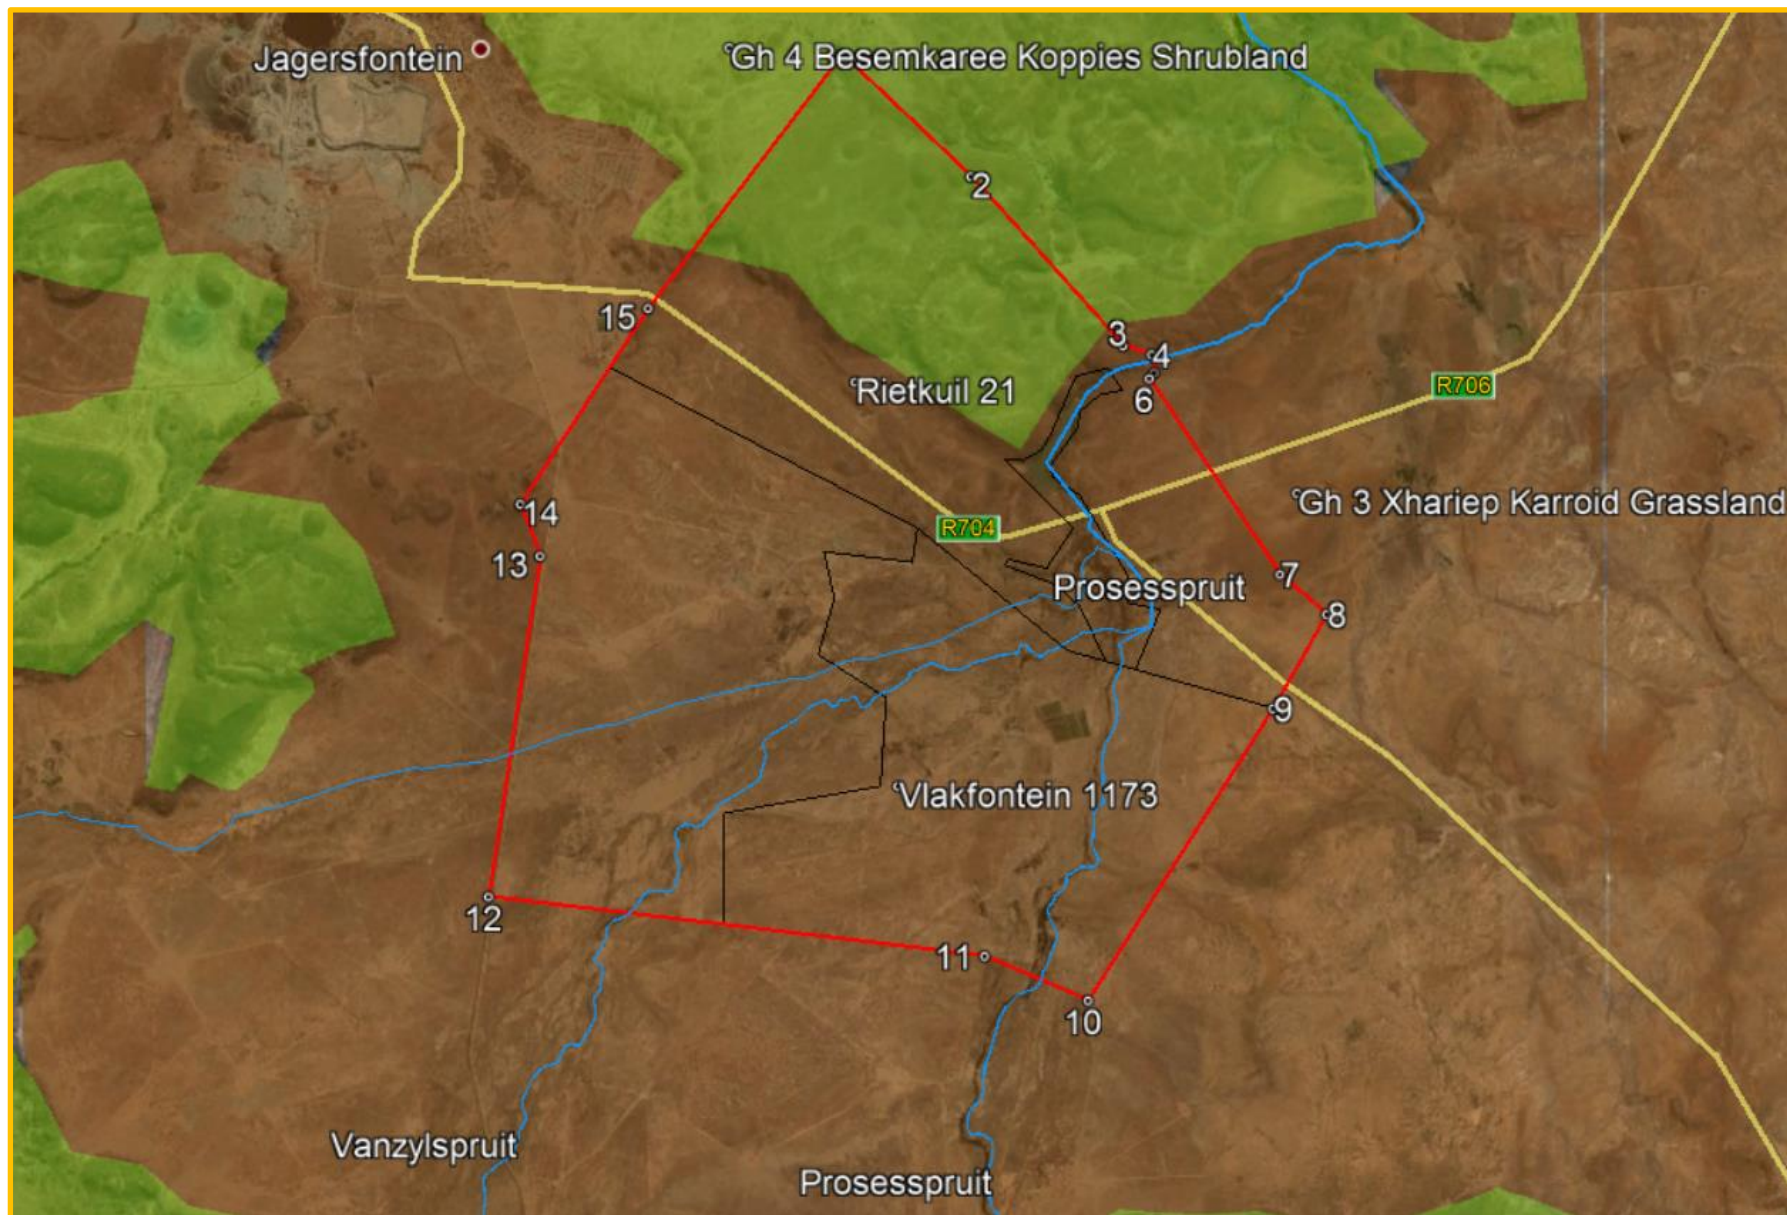 Jagersfontein
Gh 4 Besemkaree Koppies Shrubland
2
3
4
15
6
Rietkuil 21
R706
14
Gh 3 Xhariep Karroid Grassland
R704
13
7
Prosesspruit
8
9
Vlakfontein 1173
12
11
10
Vanzylspruit
Prosesspruit